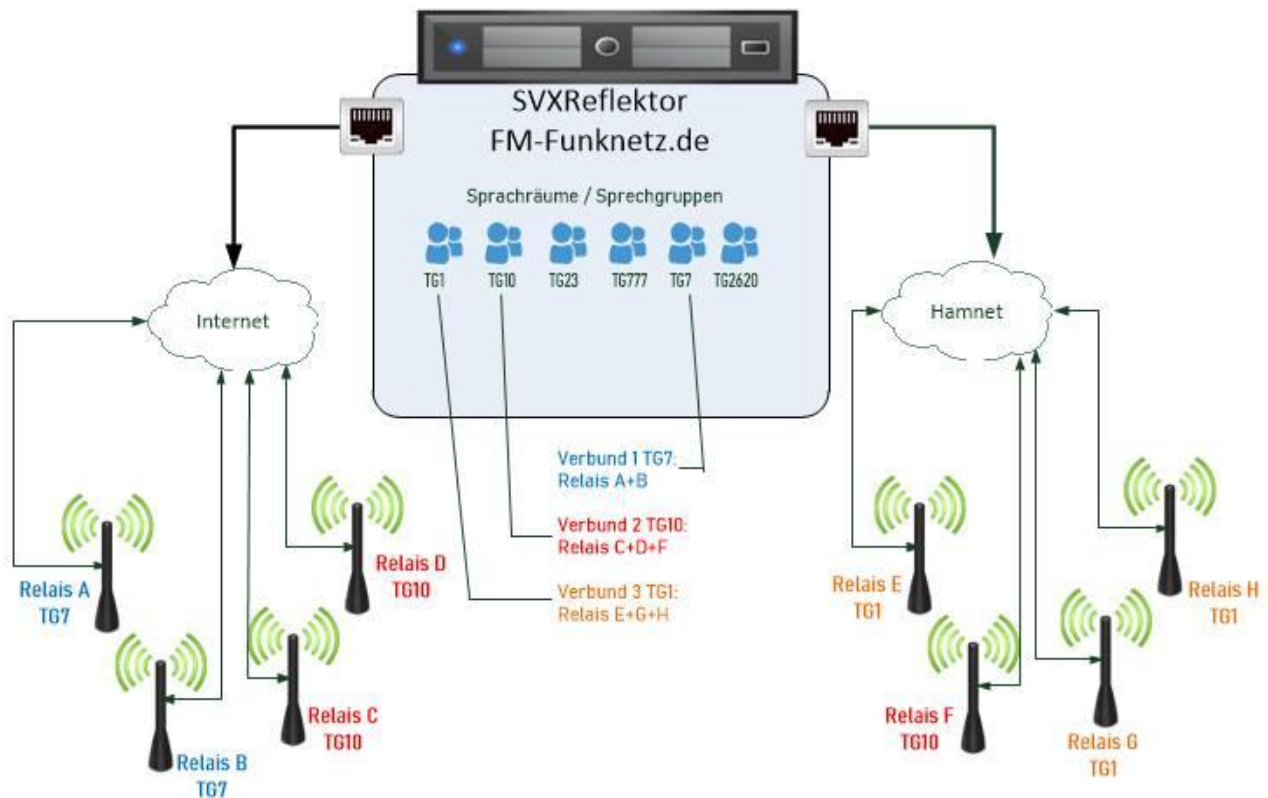 SVXReflektor
FM-Funknetz.de
Sprachräume / Sprechgruppen
TG1 TG10 TG23 TG777 TG7 TG2620
Internet
Hamnet
Verbund 1 TG7:
Relais A+B
Verbund 2 TG10:
Relais C+D+F
Verbund 3 TG1:
Relais E+G+H
Relais A
TG7
Relais B
TG7
Relais C
TG10
Relais D
TG10
Relais E
TG1
Relais F
TG10
Relais G
TG1
Relais H
TG1